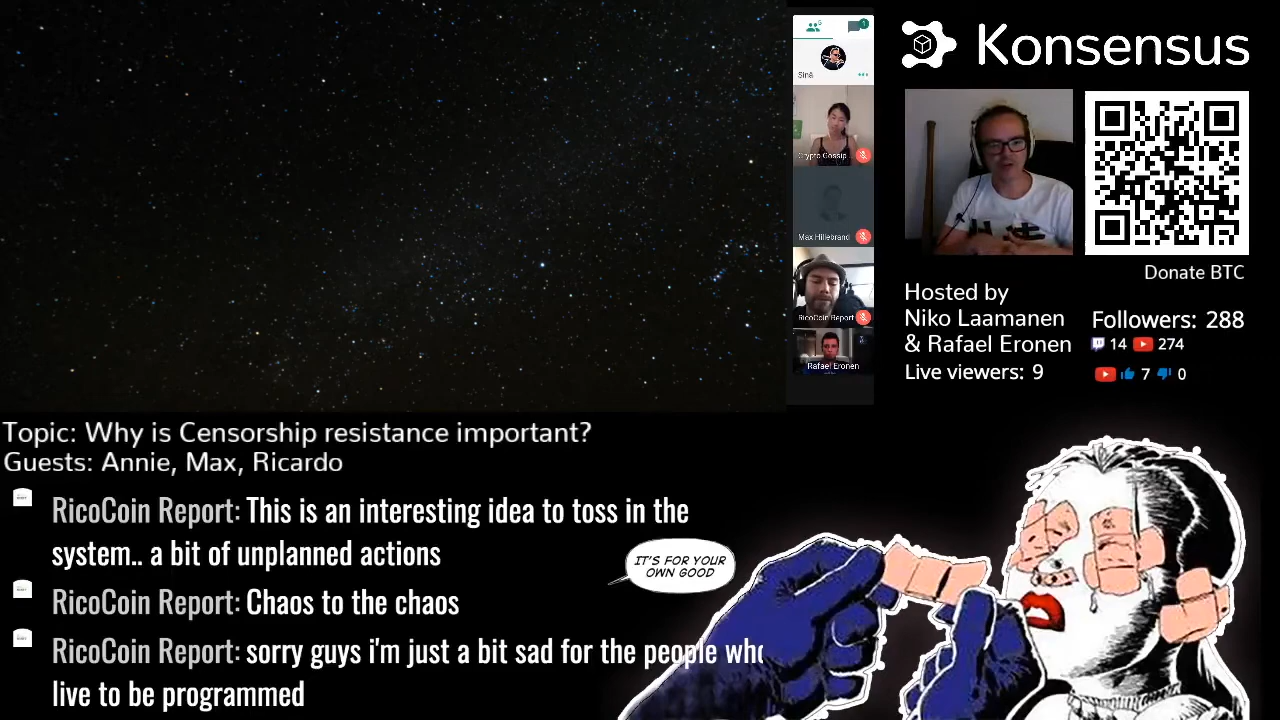 5
1
Sinä
Crypto Gossip
Max Hillebrand
RicoCoin Report
Rafael Eronen
Konsensus
Donate BTC
Hosted by
Niko Laamanen
& Rafael Eronen
Live viewers: 9
Followers: 288
14 274
7 0
Topic: Why is Censorship resistance important?
Guests: Annie, Max, Ricardo
RicoCoin Report: This is an interesting idea to toss in the
system.. a bit of unplanned actions
RicoCoin Report: Chaos to the chaos
RicoCoin Report: sorry guys i'm just a bit sad for the people who
live to be programmed
IT'S FOR YOUR
OWN GOOD